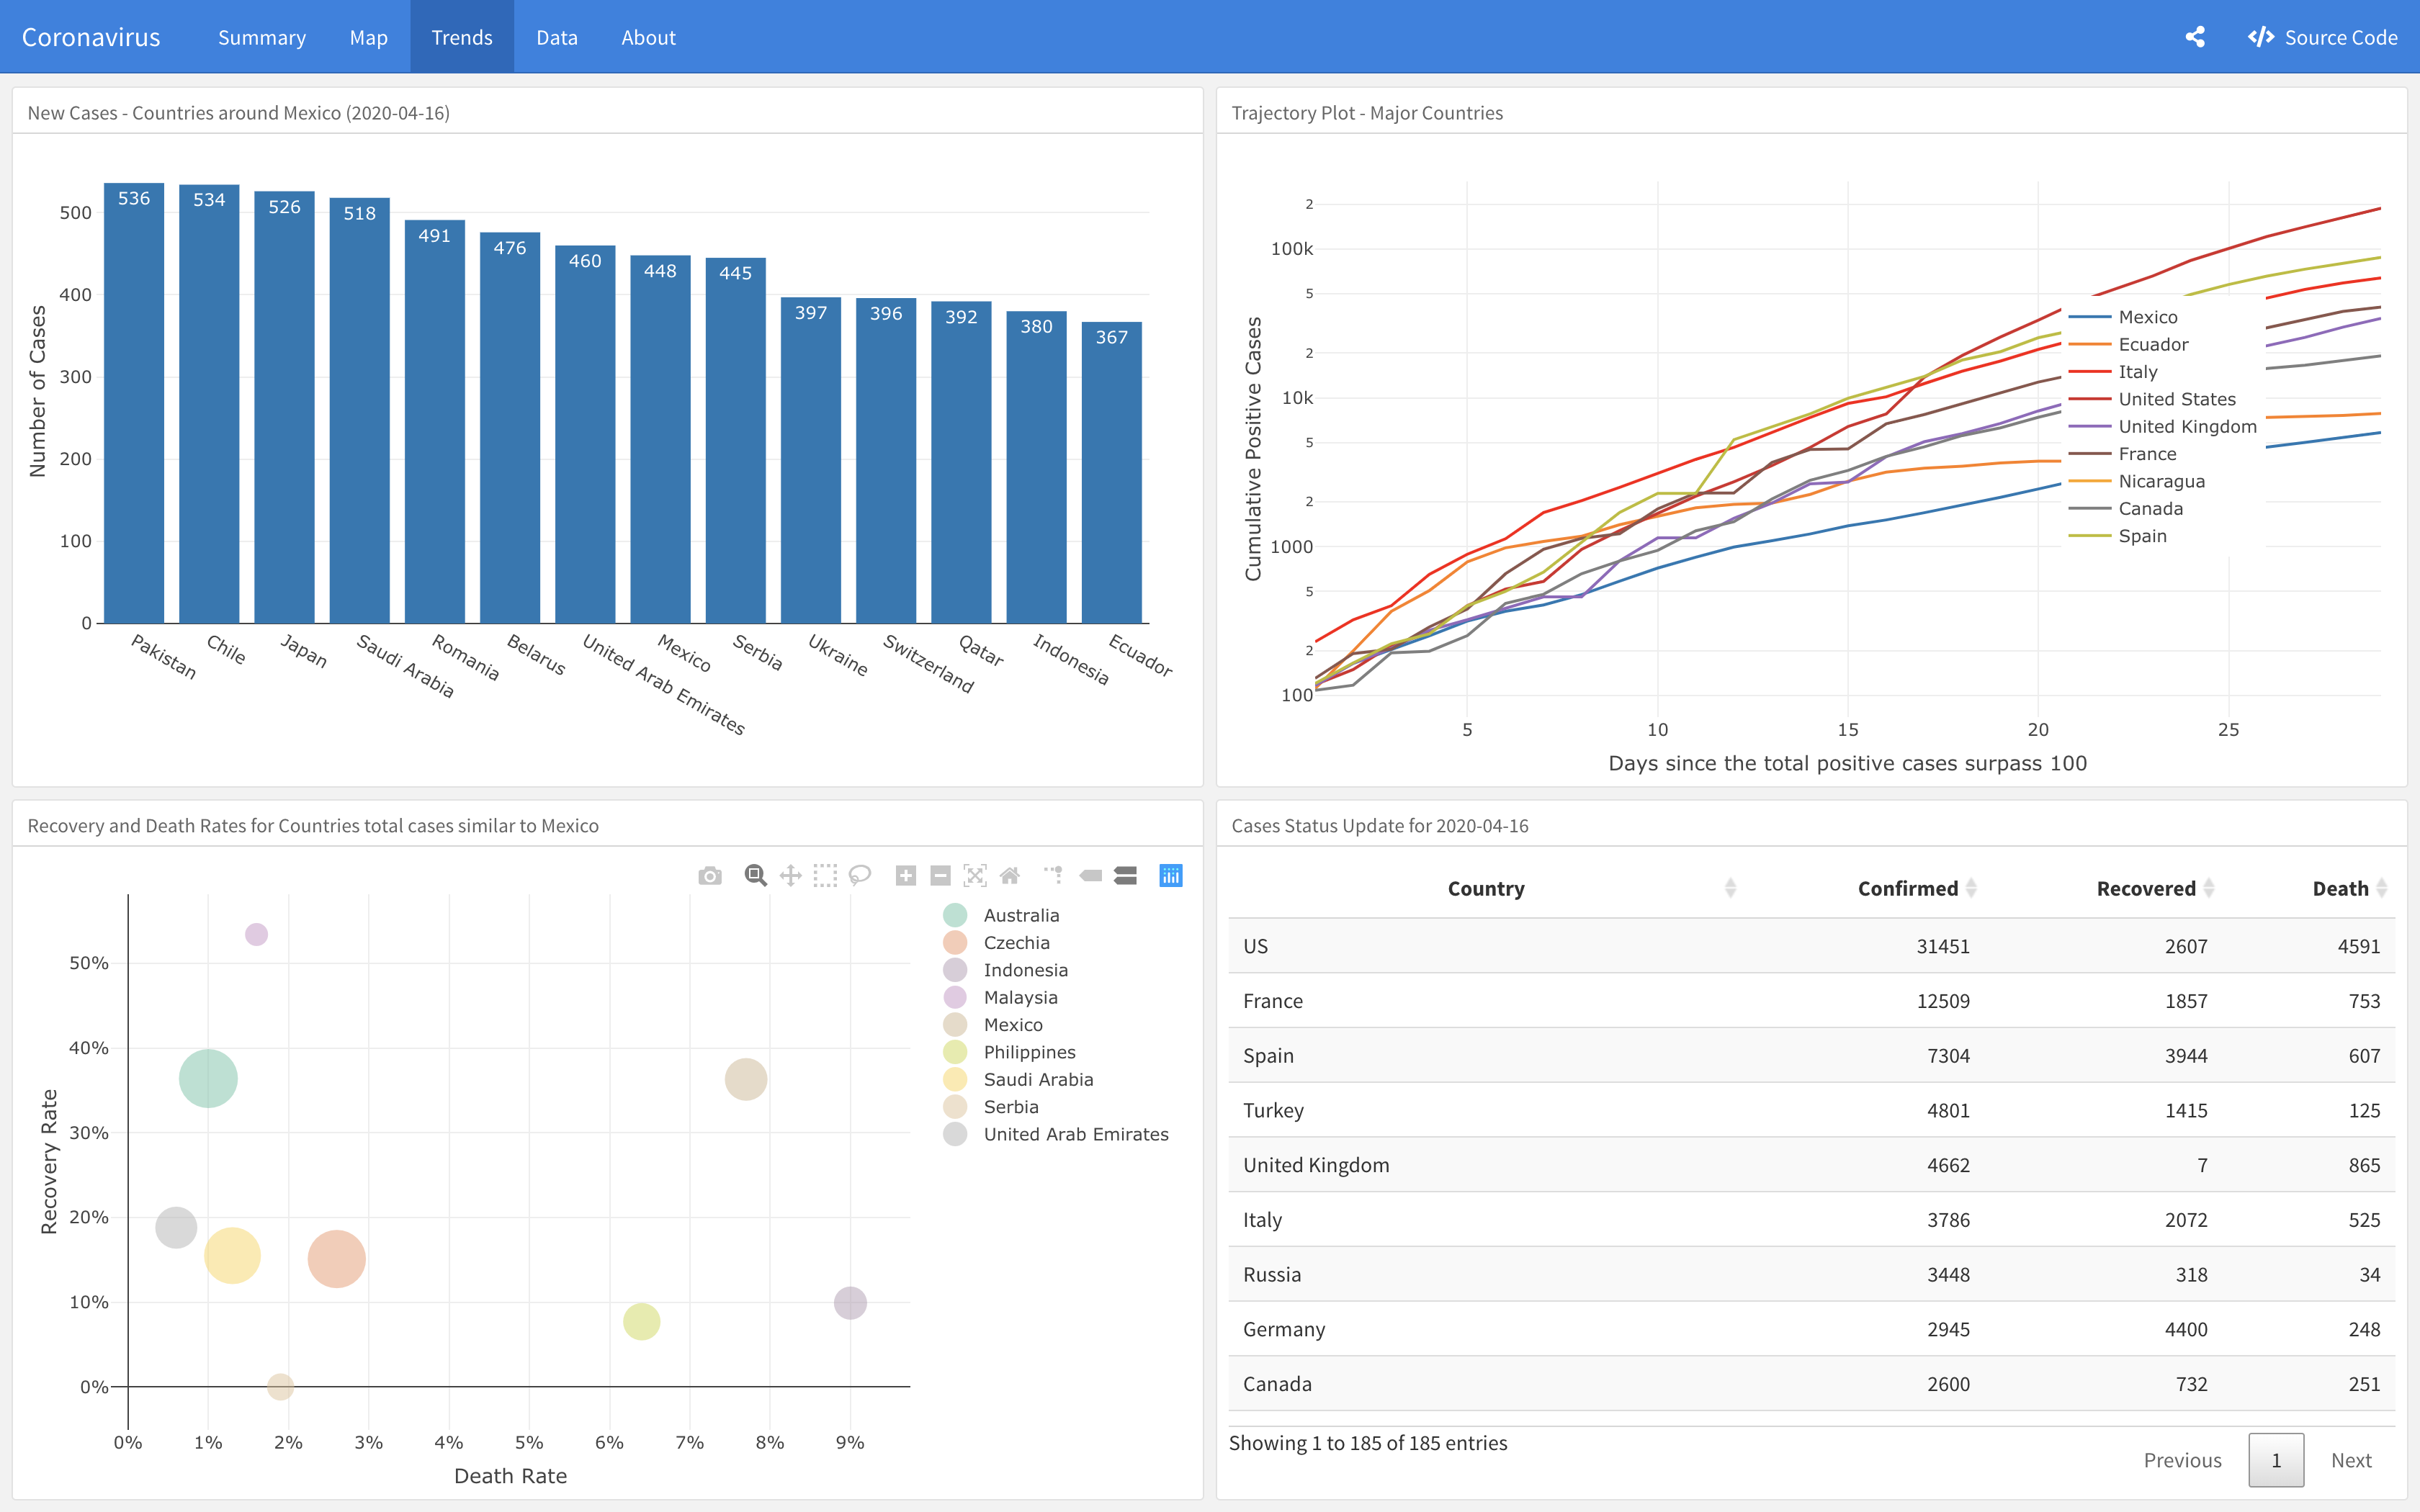 Coronavirus Summary Map Trends Data About Source Code
New Cases - Countries around Mexico (2020-04-16)
536 534 526 518 491 476 460 448 445 397 396 392 380 367
500
400
300
200
100
0
Number of Cases
Pakistan Chile Japan Saudi Arabia Romania Belarus United Arab Emirates Mexico Serbia Ukraine Switzerland Qatar Indonesia Ecuador
Trajectory Plot - Major Countries
2
100k
5
2
10k
5
2
1000
5
2
100
Cumulative Positive Cases
Mexico
Ecuador
Italy
United States
United Kingdom
France
Nicaragua
Canada
Spain
5 10 15 20 25
Days since the total positive cases surpass 100
Recovery and Death Rates for Countries total cases similar to Mexico
50%
40%
30%
20%
10%
0%
Recovery Rate
Australia
Czechia
Indonesia
Malaysia
Mexico
Philippines
Saudi Arabia
Serbia
United Arab Emirates
0% 1% 2% 3% 4% 5% 6% 7% 8% 9%
Death Rate
Cases Status Update for 2020-04-16
Country Confirmed Recovered Death
US 31451 2607 4591
France 12509 1857 753
Spain 7304 3944 607
Turkey 4801 1415 125
United Kingdom 4662 7 865
Italy 3786 2072 525
Russia 3448 318 34
Germany 2945 4400 248
Canada 2600 732 251
Showing 1 to 185 of 185 entries
Previous 1 Next